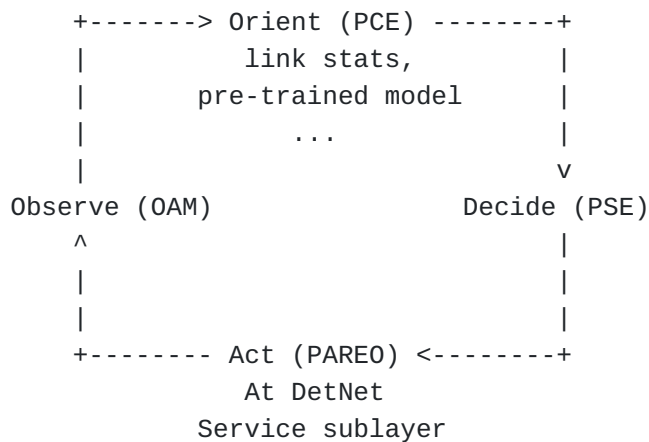 +-------> Orient (PCE) --------+
|          link stats,         |
|       pre-trained model      |
|             ...              |
|                              v
Observe (OAM)                Decide (PSE)
^                              |
|                              |
|                              |
+-------- Act (PAREO) <--------+
At DetNet
Service sublayer